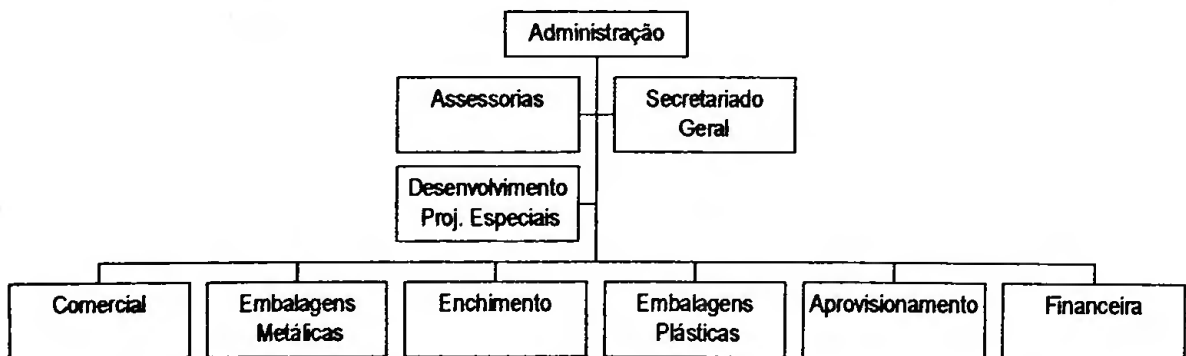 Administração
Assessorias
Secretariado
Geral
Desenvolvimento
Proj. Especiais
Comercial
Embalagens
Metálicas
Enchimento
Embalagens
Plásticas
Aprovisionamento
Financeira